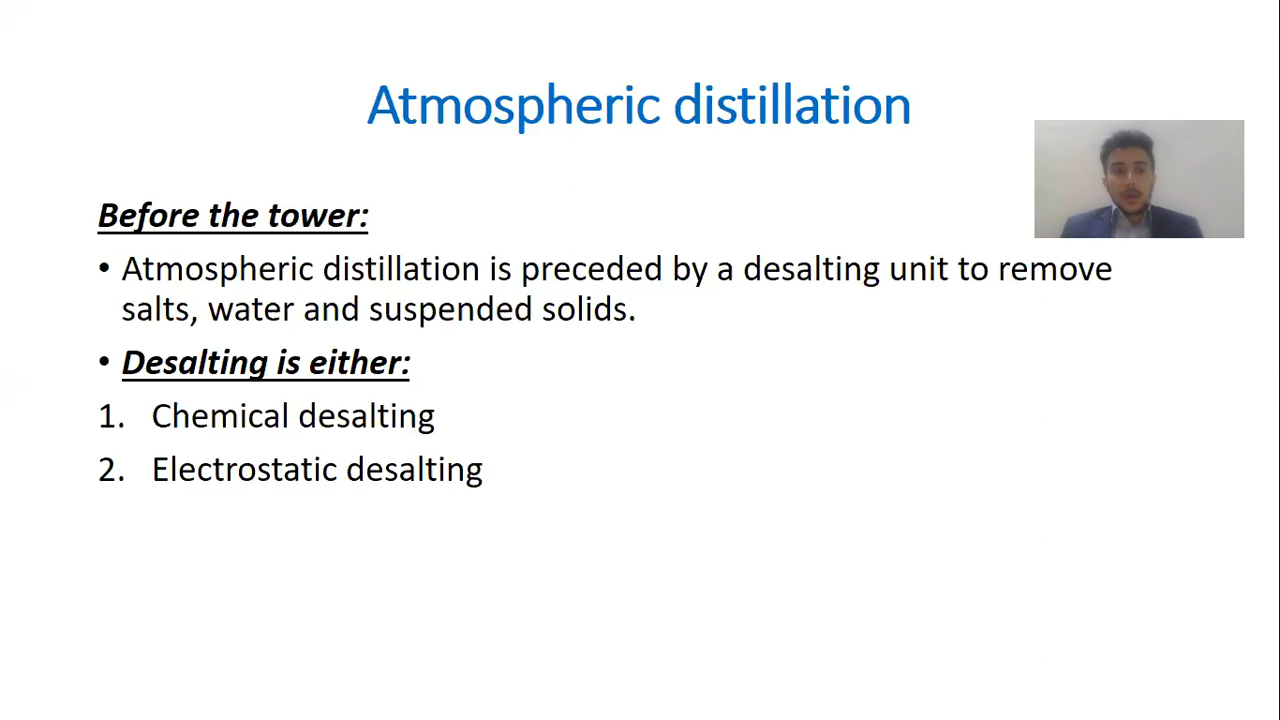 Atmospheric distillation
Before the tower:
• Atmospheric distillation is preceded by a desalting unit to remove
salts, water and suspended solids.
• Desalting is either:
1. Chemical desalting
2. Electrostatic desalting